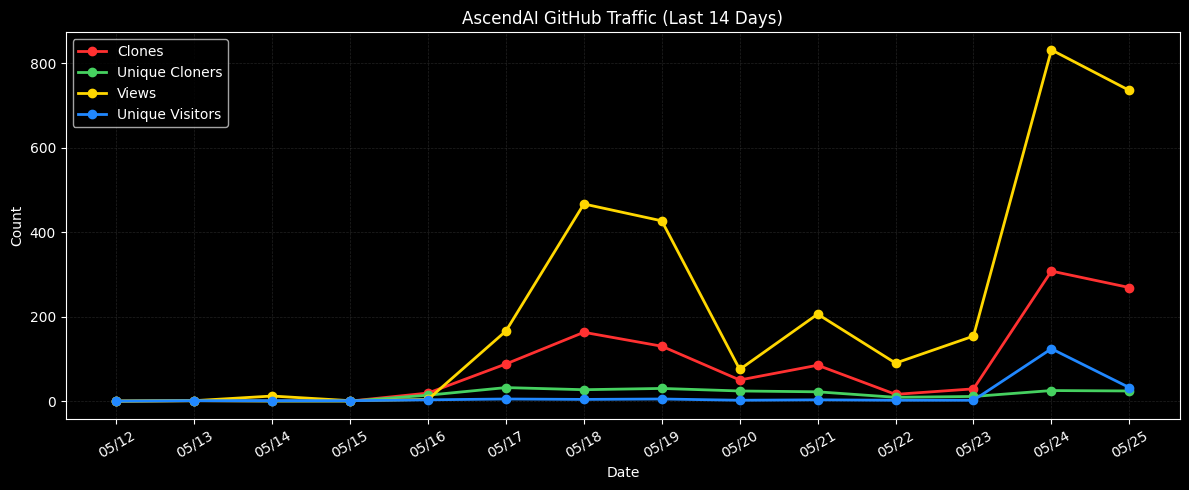 AscendAI GitHub Traffic (Last 14 Days)
Clones
Unique Cloners
Views
Unique Visitors
800
600
400
200
0
Count
05/12
05/13
05/14
05/15
05/16
05/17
05/18
05/19
05/20
05/21
05/22
05/23
05/24
05/25
Date